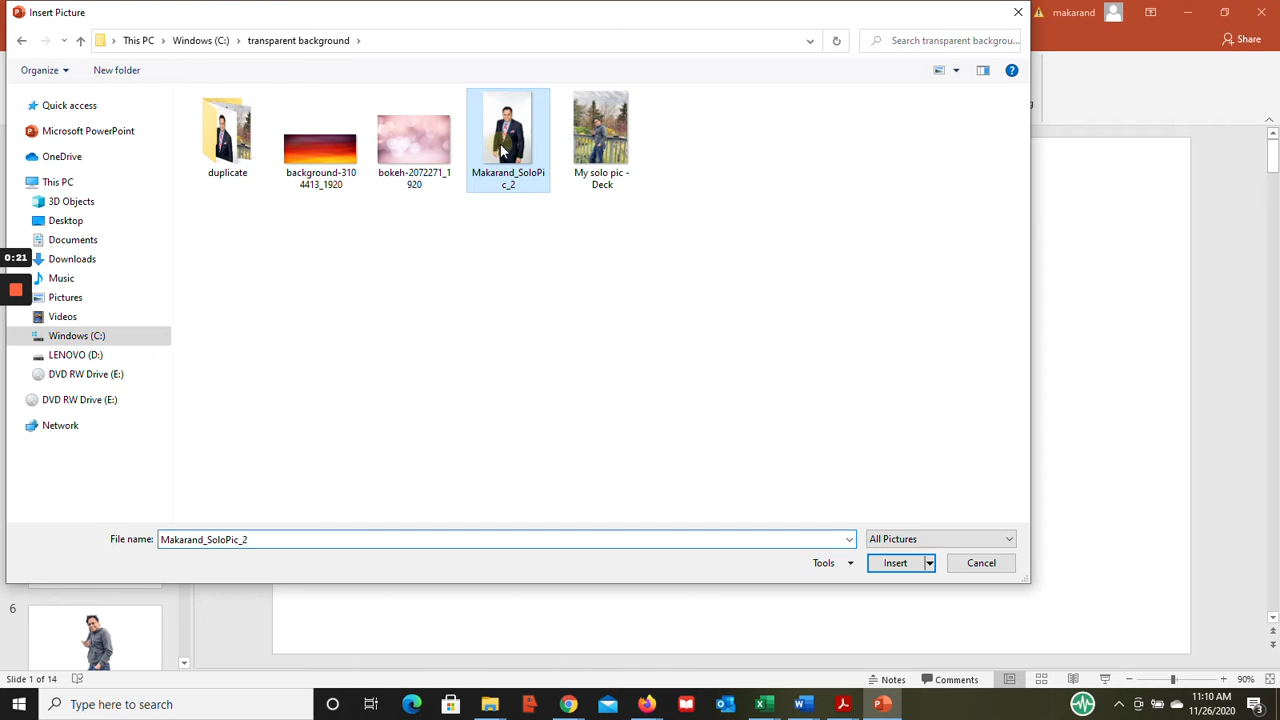 Insert Picture
makarand
This PC
Windows (C:)
transparent background
Search transparent backgrou...
Share
Organize
New folder
Quick access
Microsoft PowerPoint
OneDrive
This PC
3D Objects
Desktop
Documents
Downloads
Music
Pictures
Videos
Windows (C:)
LENOVO (D:)
DVD RW Drive (E:)
DVD RW Drive (E:)
Network
0:21
duplicate
background-310
4413_1920
bokeh-2072271_1
920
Makarand_SoloPi
c_2
My solo pic -
Deck
File name:
Makarand_SoloPic_2
All Pictures
Tools
Insert
Cancel
6
Slide 1 of 14
Notes
Comments
90%
Type here to search
11:10 AM
11/26/2020
3